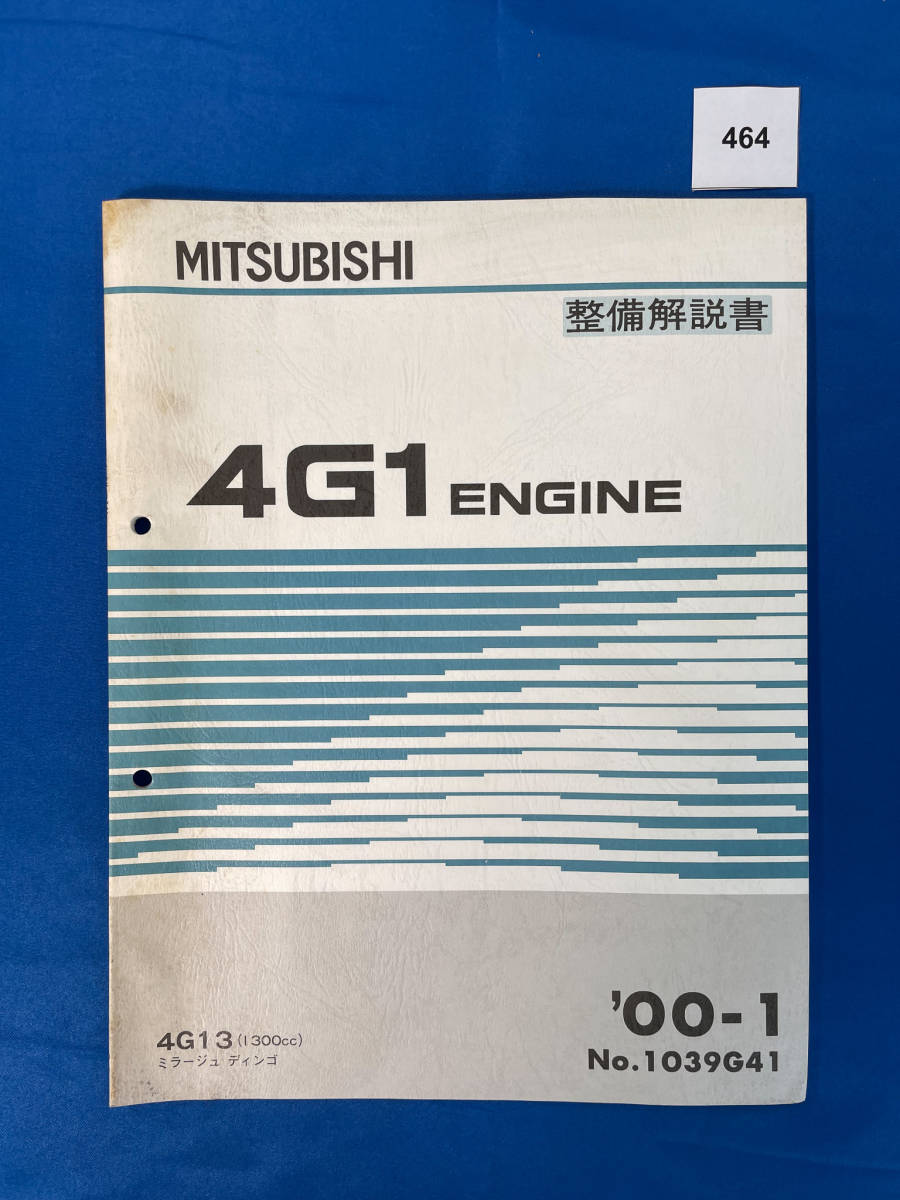 464
MITSUBISHI
整備解説書
4G1 ENGINE
'00-1
4G13 (1300cc)
ミラージュ ディンゴ
No.1039G41